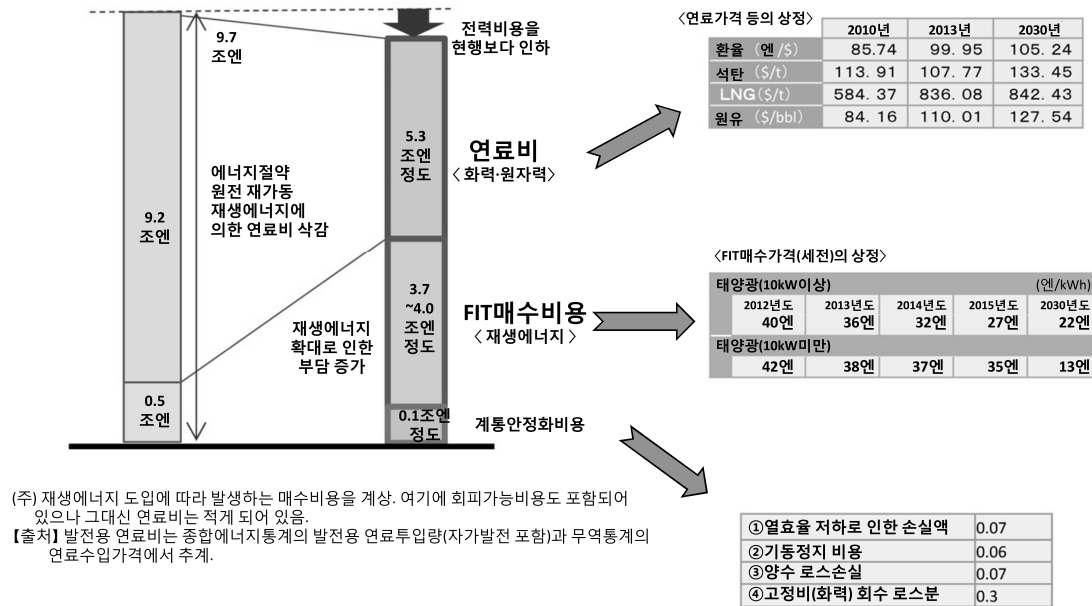 9.7
조엔
9.2
조엔
0.5
조엔
에너지절약
원전 재가동
재생에너지에
의한 연료비 삭감
재생에너지
확대로 인한
부담 증가
전력비용을
현행보다 인하
5.3
조엔
정도
3.7
~4.0
조엔
정도
0.1조엔
정도
연료비
〈 화력·원자력〉
FIT매수비용
〈 재생에너지 〉
계통안정화비용
〈연료가격 등의 상정〉
2010년 2013년 2030년
환율 (엔/$) 85.74 99.95 105.24
석탄 ($/t) 113.91 107.77 133.45
LNG($/t) 584.37 836.08 842.43
원유 ($/bbl) 84.16 110.01 127.54
〈FIT매수가격(세전)의 상정〉
태양광(10kW이상) (엔/kWh)
2012년도 2013년도 2014년도 2015년도 2030년도
40엔 36엔 32엔 27엔 22엔
태양광(10kW미만)
42엔 38엔 37엔 35엔 13엔
①열효율 저하로 인한 손실액 0.07
②기동정지 비용 0.06
③양수 로스손실 0.07
④고정비(화력) 회수 로스분 0.3
(주) 재생에너지 도입에 따라 발생하는 매수비용을 계상. 여기에 회피가능비용도 포함되어
있으나 그대신 연료비는 적게 되어 있음.
【출처】 발전용 연료비는 종합에너지통계의 발전용 연료투입량(자가발전 포함)과 무역통계의
연료수입가격에서 추계.